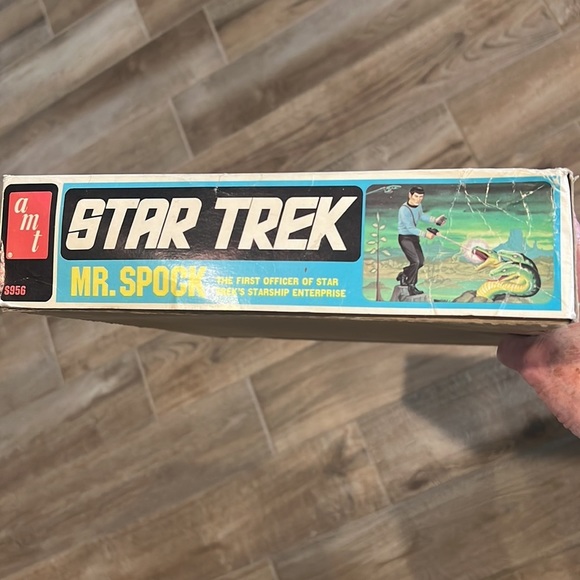 amt
S956
STAR TREK
MR. SPOCK
THE FIRST OFFICER OF STAR
TREK'S STARSHIP ENTERPRISE